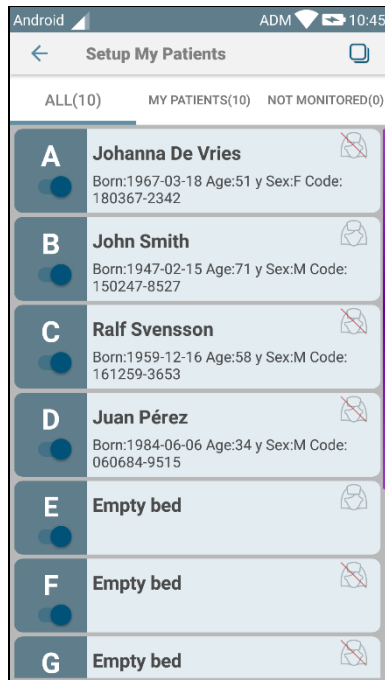 Android ADM 10:45
Setup My Patients
ALL(10) MY PATIENTS(10) NOT MONITORED(0)
A Johanna De Vries
Born:1967-03-18 Age:51 y Sex:F Code:
180367-2342
B John Smith
Born:1947-02-15 Age:71 y Sex:M Code:
150247-8527
C Ralf Svensson
Born:1959-12-16 Age:58 y Sex:M Code:
161259-3653
D Juan Pérez
Born:1984-06-06 Age:34 y Sex:M Code:
060684-9515
E Empty bed
F Empty bed
G Empty bed